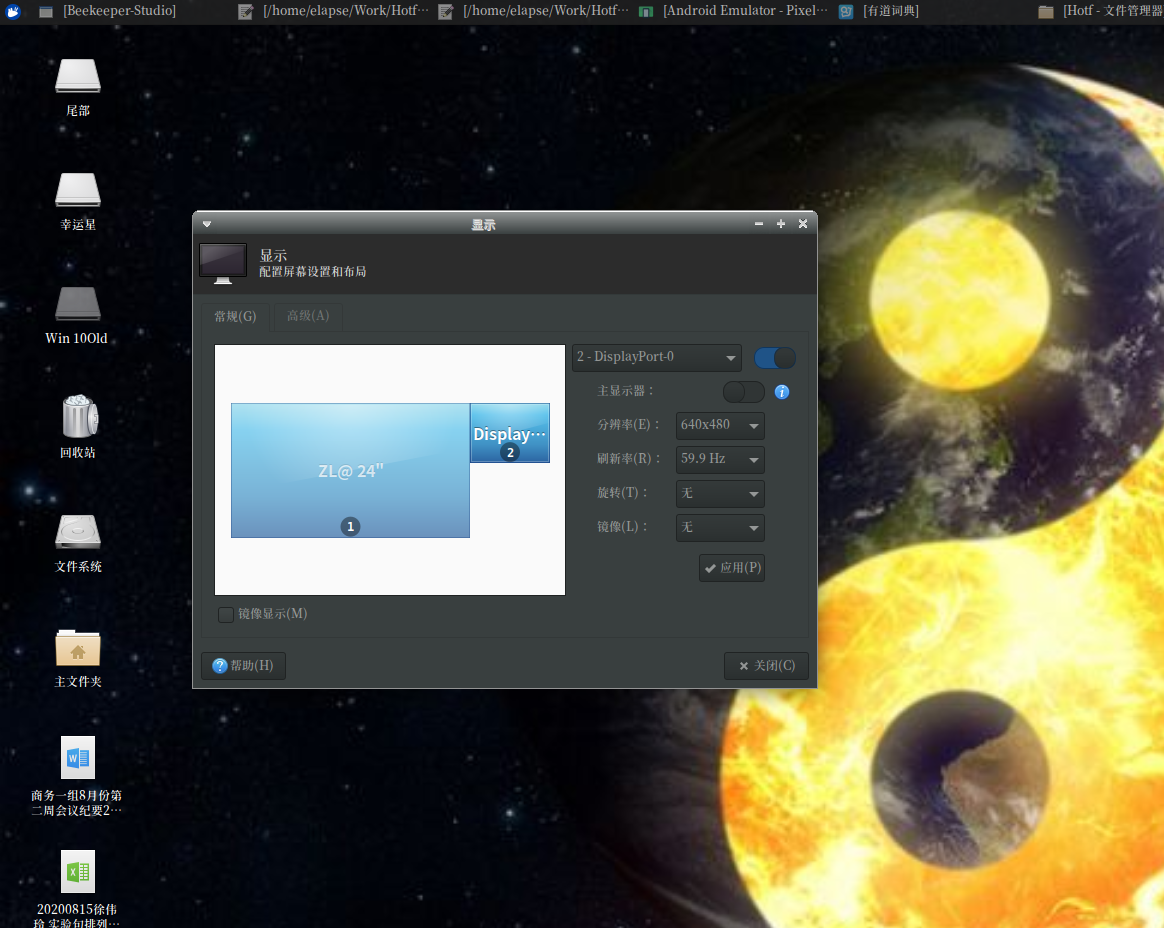 [Beekeeper-Studio]
[/home/elapse/Work/Hotf…
[/home/elapse/Work/Hotf…
[Android Emulator - Pixel…
[有道词典]
[Hotf - 文件管理器
尾部
幸运星
Win 10Old
回收站
文件系统
主文件夹
商务一组8月份第
二周会议纪要2…
20200815徐伟
玲 实验包排列…
显示
显示
配置屏幕设置和布局
常规(G)
高级(A)
ZL@ 24"
1
Display…
2
镜像显示(M)
2 - DisplayPort-0
主显示器：
分辨率(E)： 640x480
刷新率(R)： 59.9 Hz
旋转(T)： 无
镜像(L)： 无
应用(P)
帮助(H)
关闭(C)